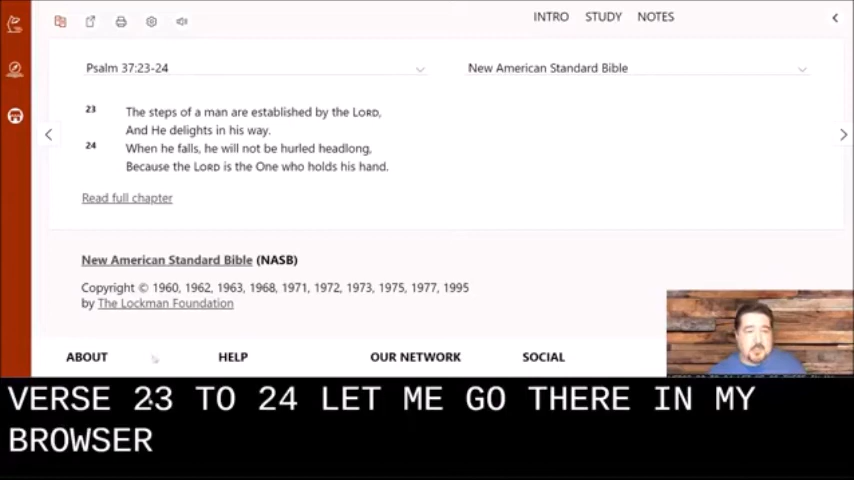 INTRO STUDY NOTES
Psalm 37:23-24 New American Standard Bible
23 The steps of a man are established by the LORD,
And He delights in his way.
24 When he falls, he will not be hurled headlong,
Because the LORD is the One who holds his hand.
Read full chapter
New American Standard Bible (NASB)
Copyright © 1960, 1962, 1963, 1968, 1971, 1972, 1973, 1975, 1977, 1995
by The Lockman Foundation
ABOUT HELP OUR NETWORK SOCIAL
VERSE 23 TO 24 LET ME GO THERE IN MY
BROWSER